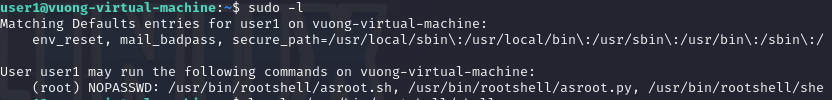 user1@vuong-virtual-machine:~$ sudo -l
Matching Defaults entries for user1 on vuong-virtual-machine:
env_reset, mail_badpass, secure_path=/usr/local/sbin\:/usr/local/bin\:/usr/sbin\:/usr/bin\:/sbin\:/
User user1 may run the following commands on vuong-virtual-machine:
(root) NOPASSWD: /usr/bin/rootshell/asroot.sh, /usr/bin/rootshell/asroot.py, /usr/bin/rootshell/she